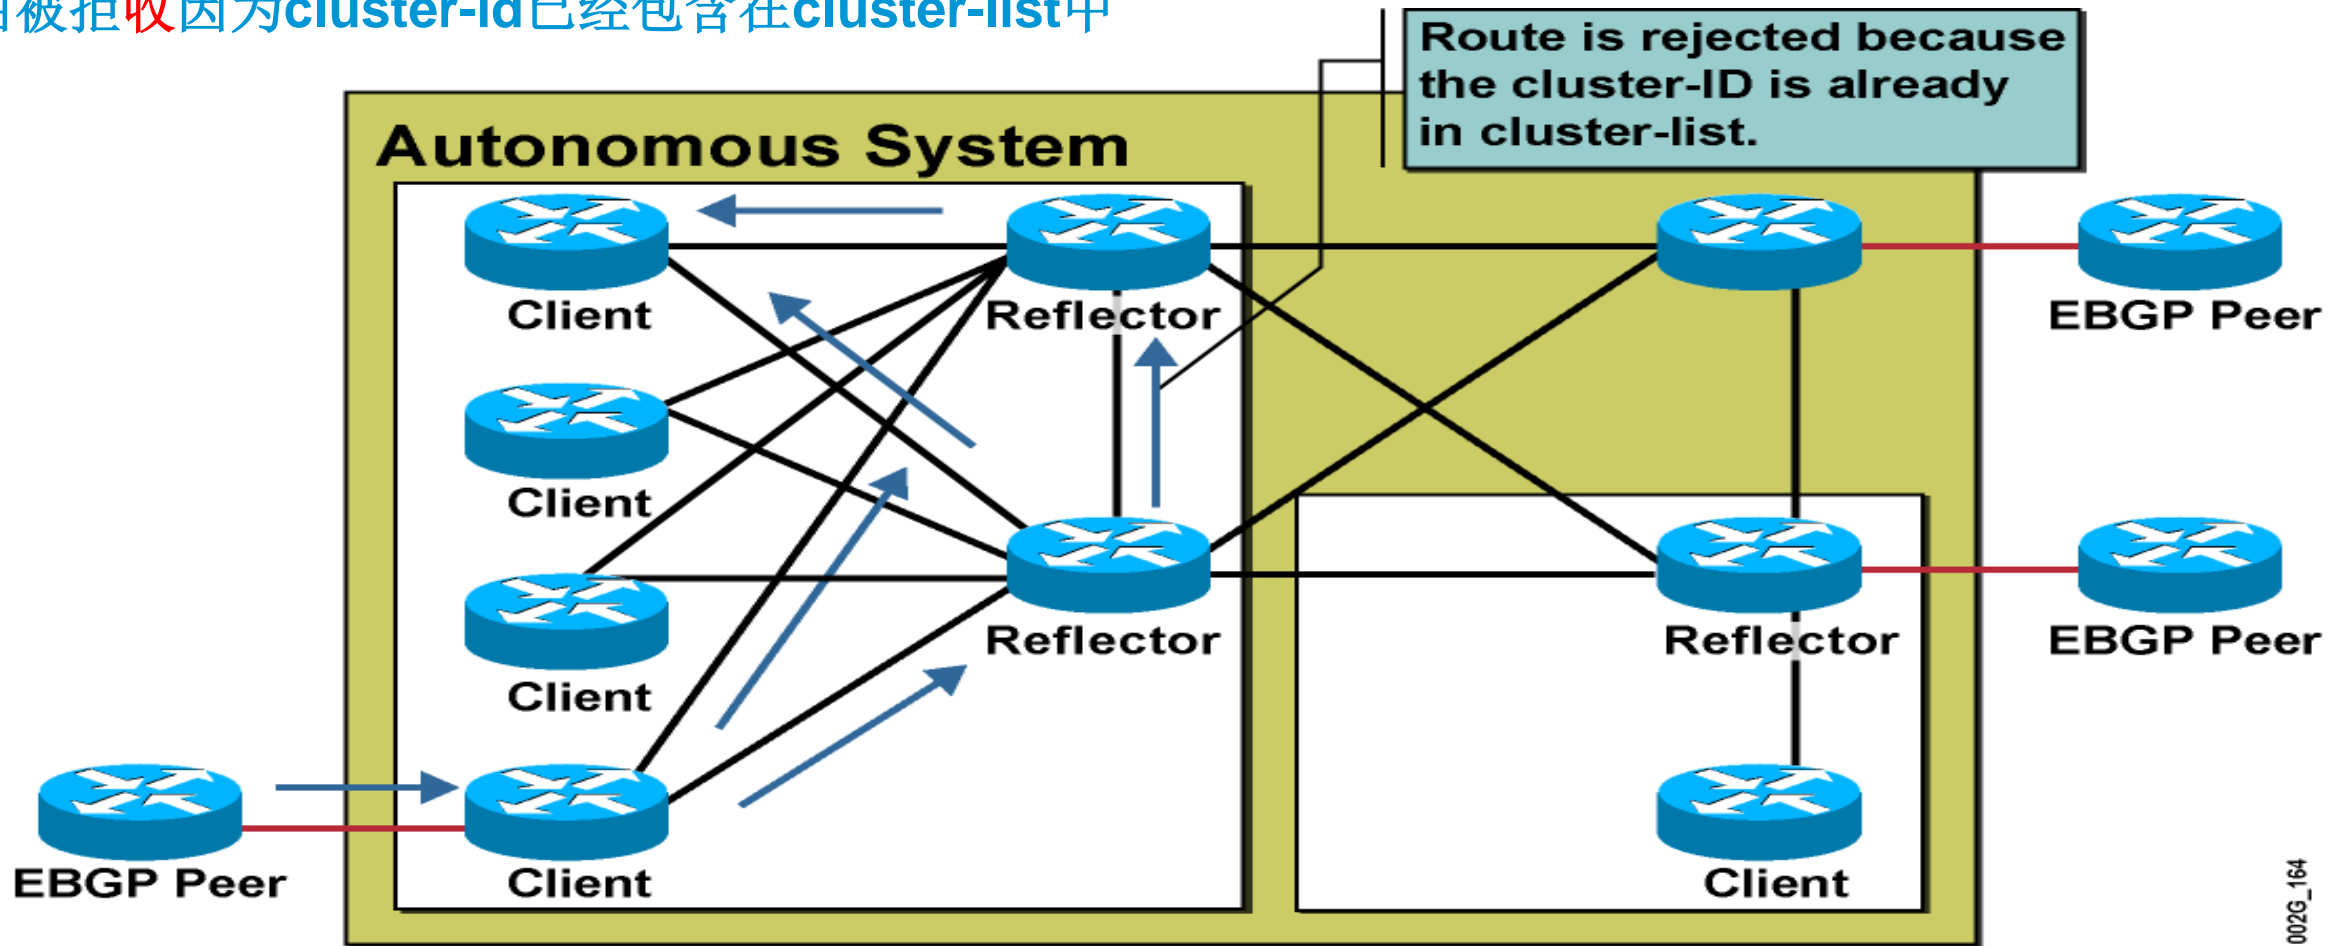 被拒收因为cluster-id已经包含在cluster-list中
Route is rejected because
the cluster-ID is already
in cluster-list.
Autonomous System
Client
Reflector
EBGP Peer
Client
Client
Reflector
Reflector
EBGP Peer
EBGP Peer
Client
Client
002G_164